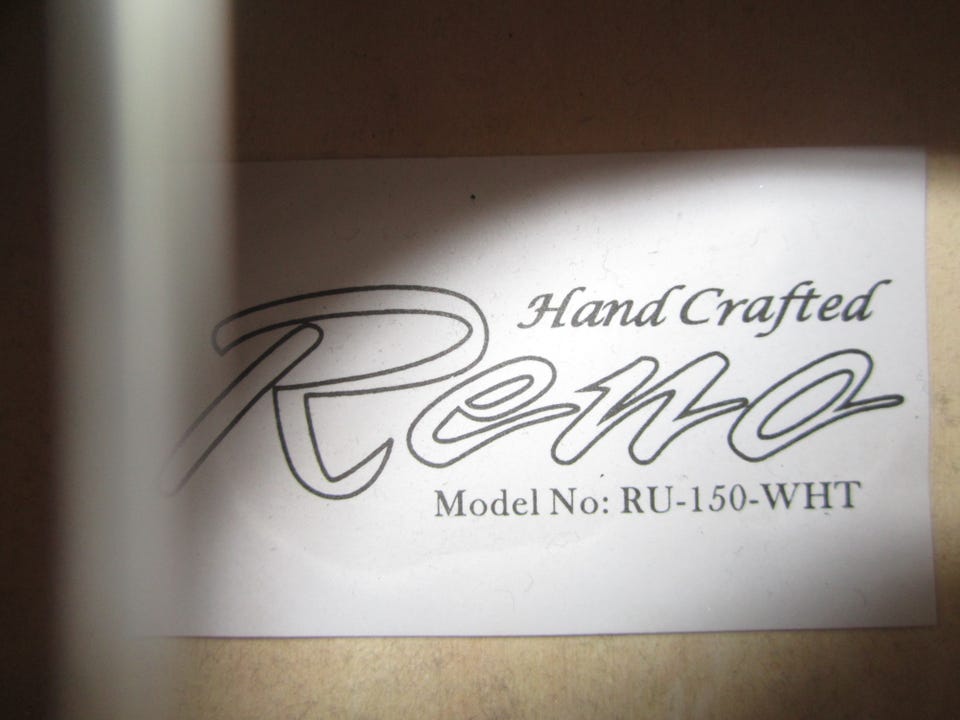 Hand Crafted
Reno
Model No: RU-150-WHT